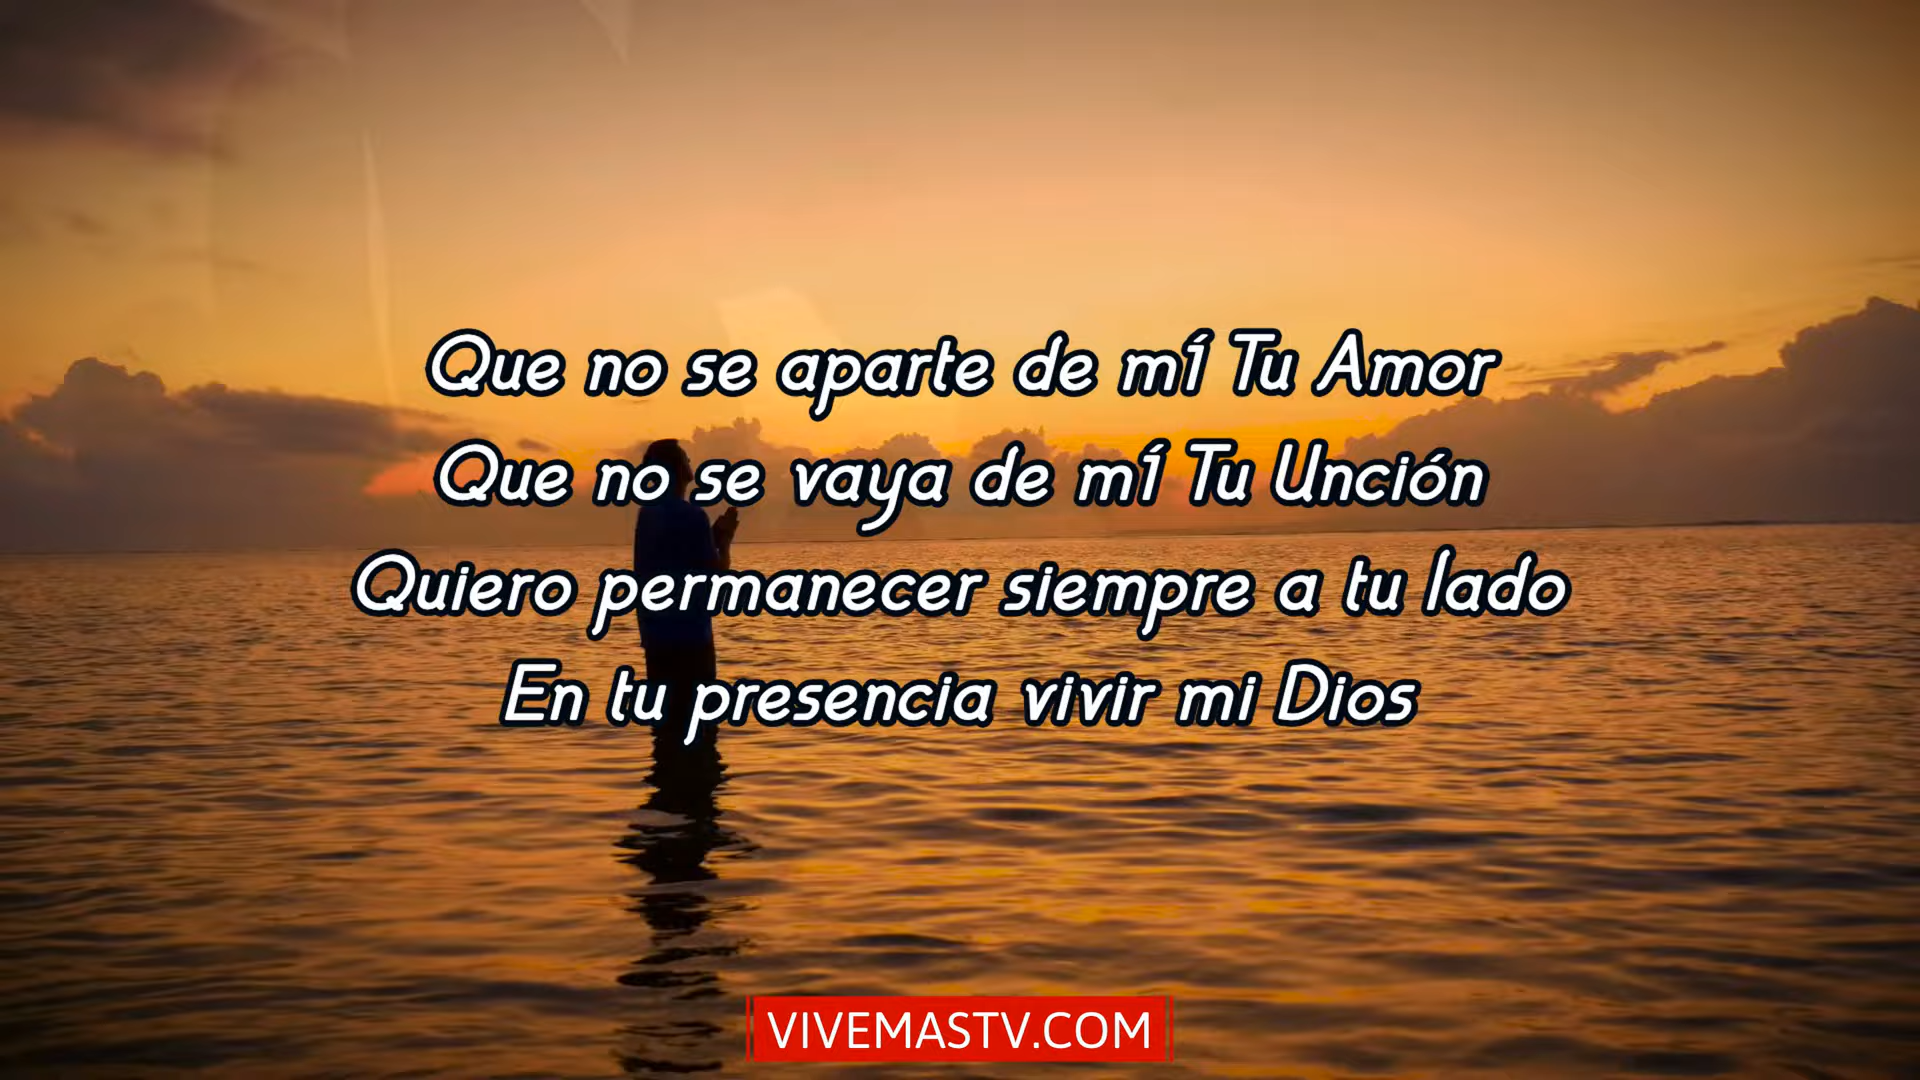 Que no se aparte de mí Tu Amor
Que no se vaya de mí Tu Unción
Quiero permanecer siempre a tu lado
En tu presencia vivir mi Dios
VIVEMASTV.COM